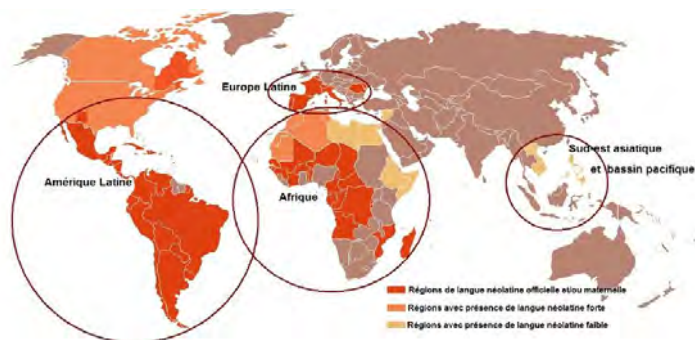 Europe Latine
Sud-est asiatique
et bassin pacifique
Amérique Latine
Afrique
Régions de langue néolatine officielle et/ou maternelle
Régions avec présence de langue néolatine forte
Régions avec présence de langue néolatine faible